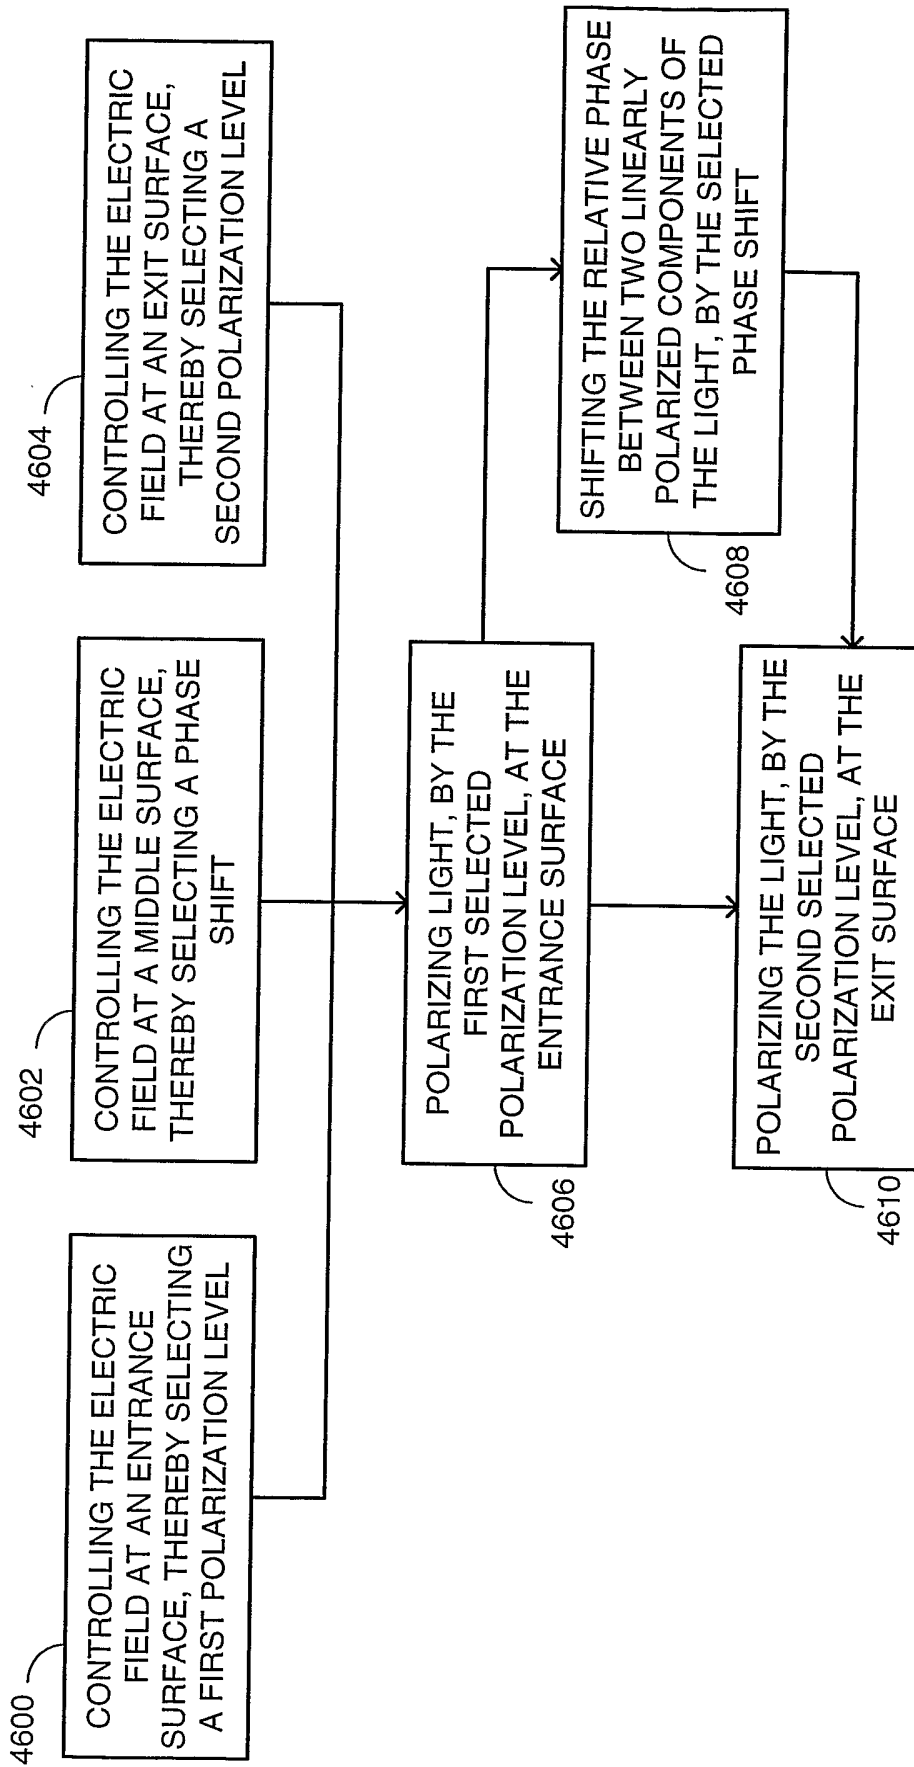 4600
CONTROLLING THE ELECTRIC
FIELD AT AN ENTRANCE
SURFACE, THEREBY SELECTING
A FIRST POLARIZATION LEVEL
4602
CONTROLLING THE ELECTRIC
FIELD AT A MIDDLE SURFACE,
THEREBY SELECTING A PHASE
SHIFT
4604
CONTROLLING THE ELECTRIC
FIELD AT AN EXIT SURFACE,
THEREBY SELECTING A
SECOND POLARIZATION LEVEL
4606
POLARIZING LIGHT, BY THE
FIRST SELECTED
POLARIZATION LEVEL, AT THE
ENTRANCE SURFACE
4608
SHIFTING THE RELATIVE PHASE
BETWEEN TWO LINEARLY
POLARIZED COMPONENTS OF
THE LIGHT, BY THE SELECTED
PHASE SHIFT
4610
POLARIZING THE LIGHT, BY THE
SECOND SELECTED
POLARIZATION LEVEL, AT THE
EXIT SURFACE